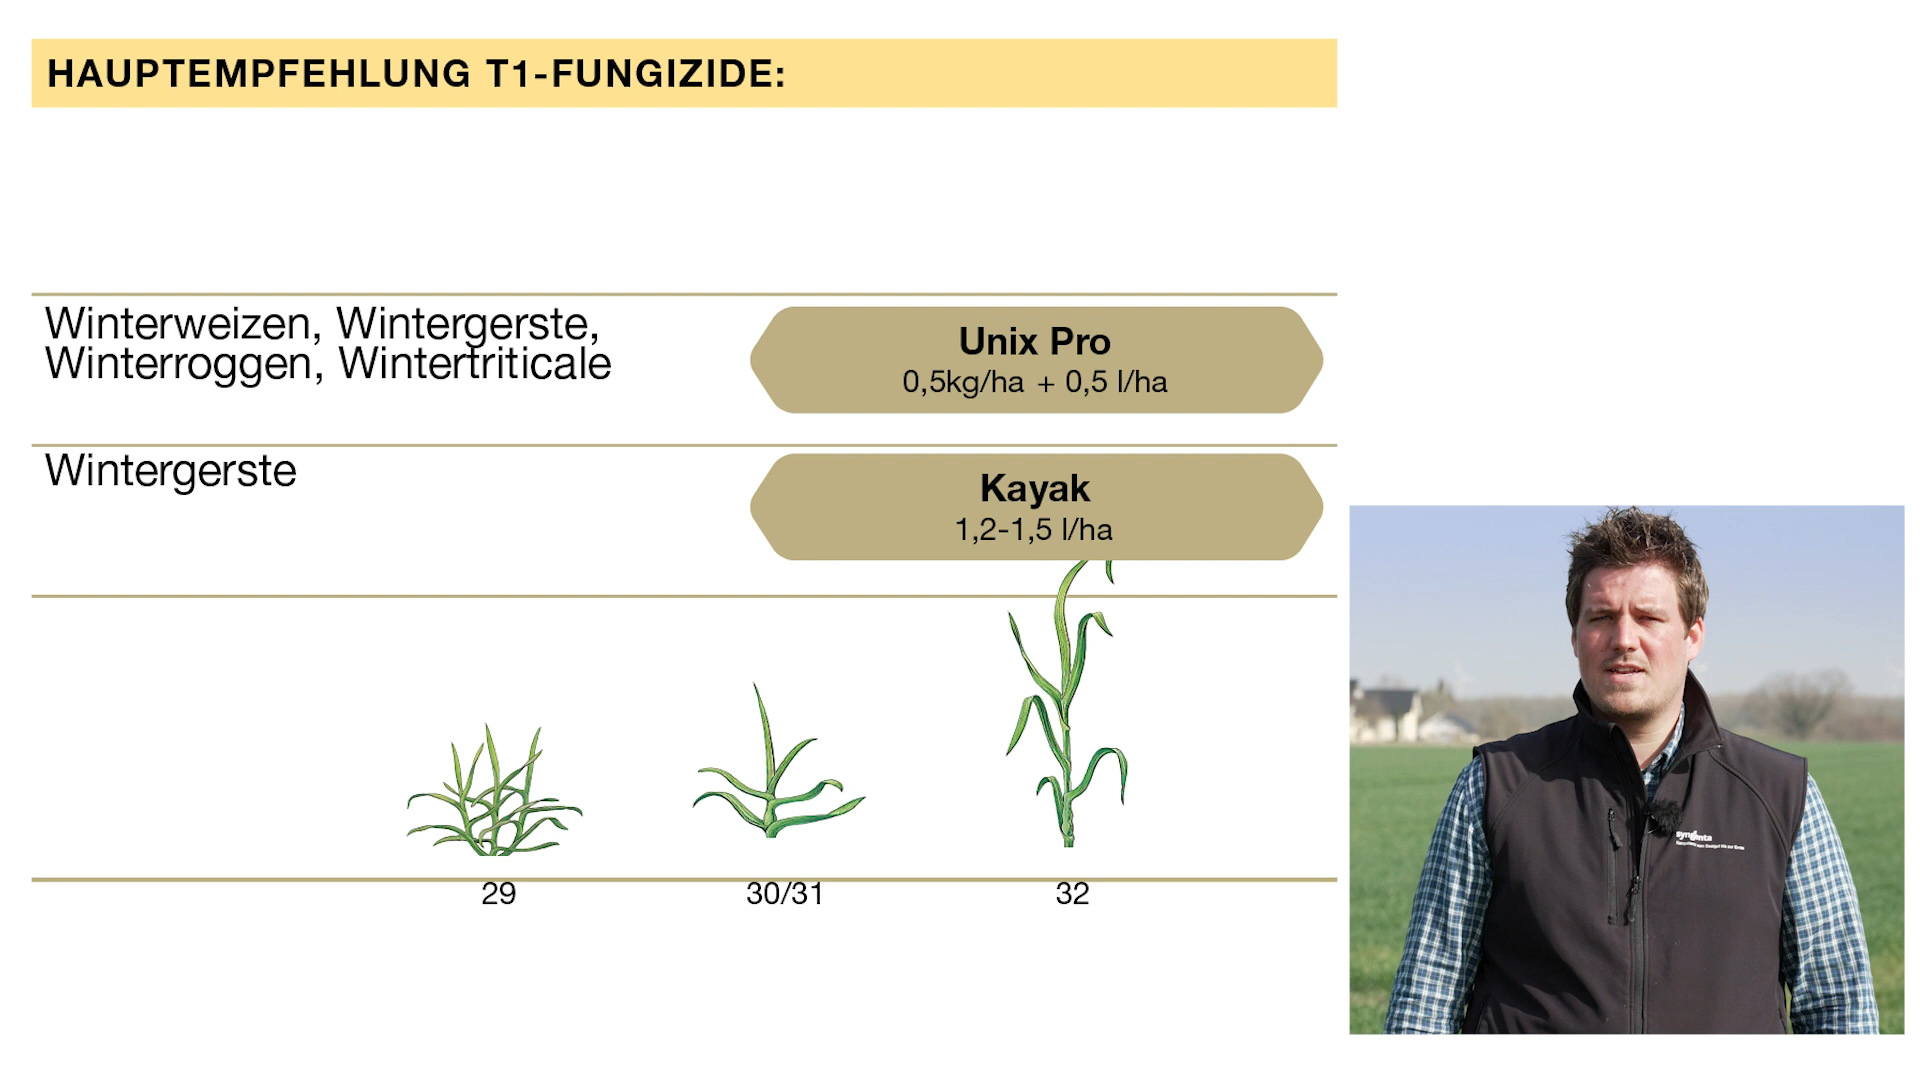 HAUPTEMPFEHLUNG T1-FUNGIZIDE:
Winterweizen, Wintergerste,
Winterroggen, Wintertriticale
Unix Pro
0,5kg/ha + 0,5 l/ha
Wintergerste
Kayak
1,2-1,5 l/ha
29
30/31
32
syngenta